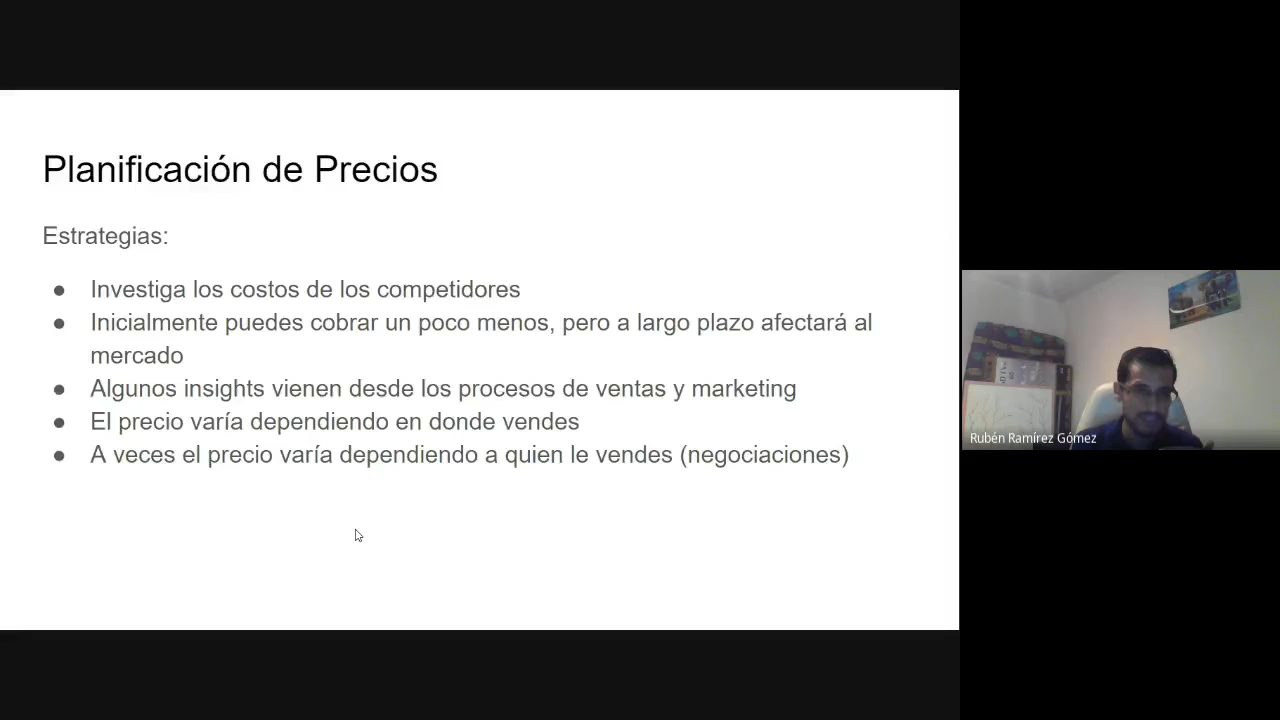 Planificación de Precios
Estrategias:
● Investiga los costos de los competidores
● Inicialmente puedes cobrar un poco menos, pero a largo plazo afectará al
mercado
● Algunos insights vienen desde los procesos de ventas y marketing
● El precio varía dependiendo en donde vendes
● A veces el precio varía dependiendo a quien le vendes (negociaciones)
Rubén Ramírez Gómez